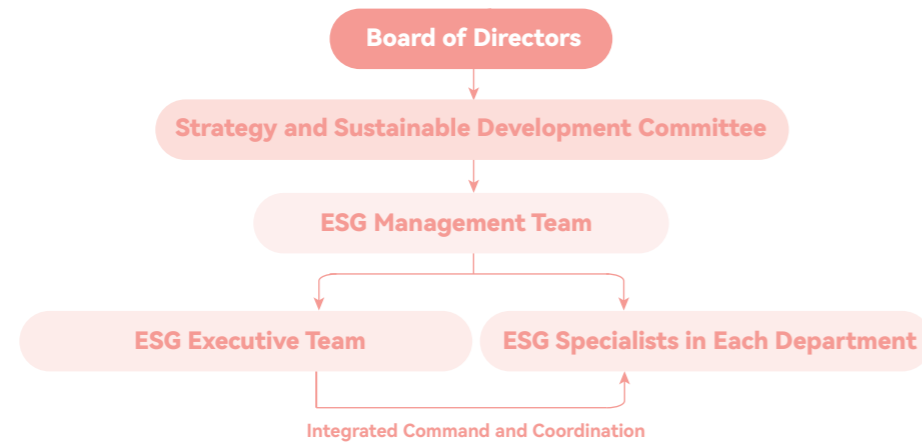 Board of Directors
Strategy and Sustainable Development Committee
ESG Management Team
ESG Executive Team
ESG Specialists in Each Department
Integrated Command and Coordination